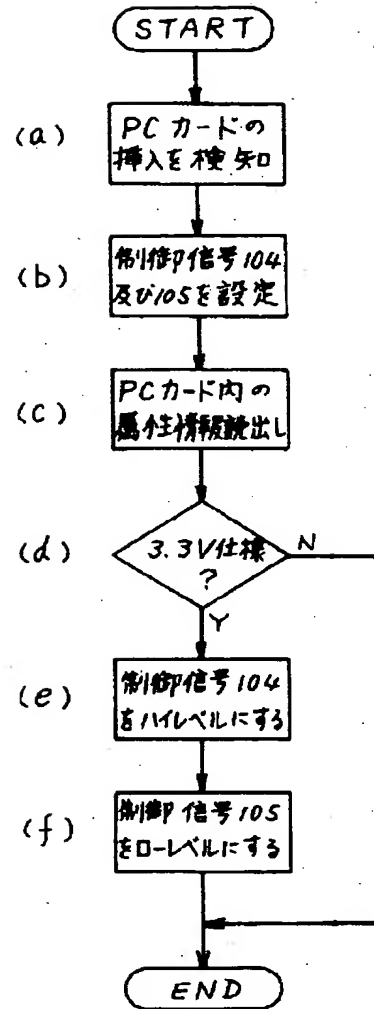 START
(a)
PCカードの
挿入を検知
(b)
制御信号104
及び105を設定
(c)
PCカード内の
属性情報読出し
(d)
3.3V仕様
?
N
Y
(e)
制御信号104
をハイレベルにする
(f)
制御信号105
をローレベルにする
END